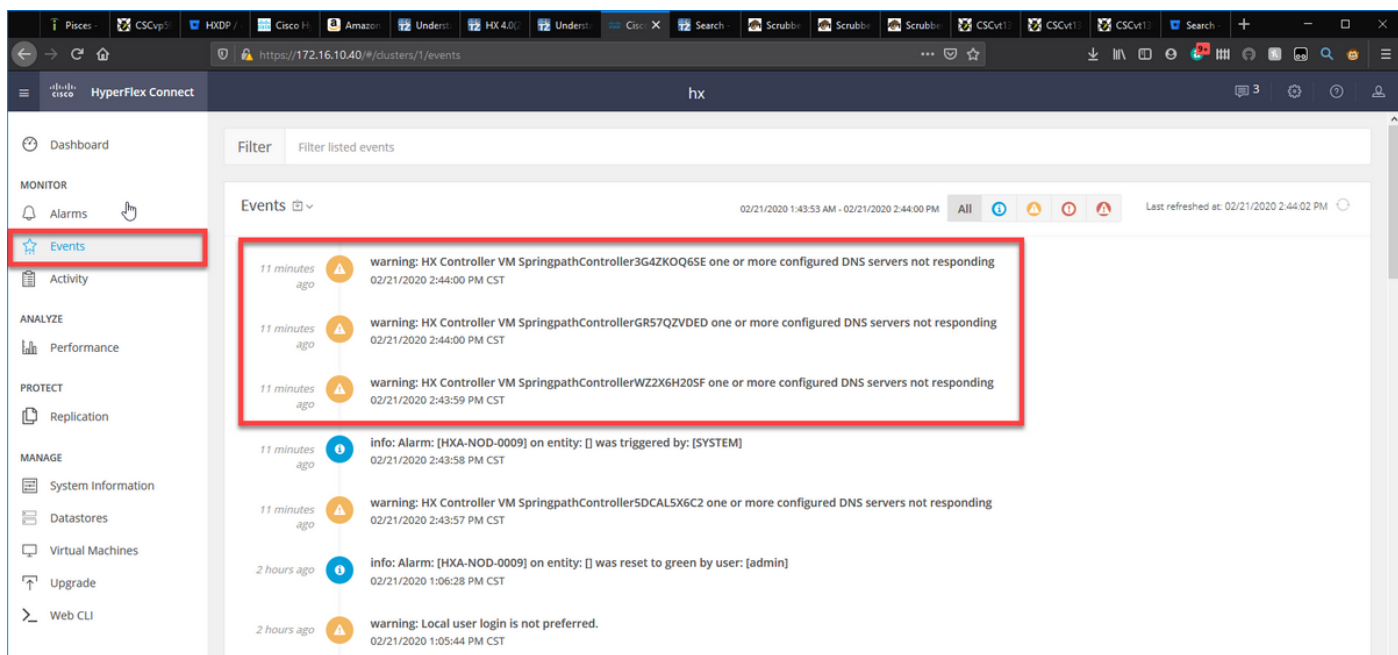 Pisces -
CSCvp5
HXDP /
Cisco H
Amazon
Underst
HX 4.0(2
Underst
Cisc
Search -
Scrubbe
Scrubbe
Scrubbe
CSCvt13
CSCvt13
CSCvt13
Search -
https://172.16.10.40/#/clusters/1/events
9+
cisco
HyperFlex Connect
hx
3
Dashboard
MONITOR
Alarms
Events
Activity
ANALYZE
Performance
PROTECT
Replication
MANAGE
System Information
Datastores
Virtual Machines
Upgrade
Web CLI
Filter
Filter listed events
Events
02/21/2020 1:43:53 AM - 02/21/2020 2:44:00 PM
All
Last refreshed at: 02/21/2020 2:44:02 PM
11 minutes
ago
warning: HX Controller VM SpringpathController3G4ZKOQ6SE one or more configured DNS servers not responding
02/21/2020 2:44:00 PM CST
11 minutes
ago
warning: HX Controller VM SpringpathControllerGR57QZVDED one or more configured DNS servers not responding
02/21/2020 2:44:00 PM CST
11 minutes
ago
warning: HX Controller VM SpringpathControllerWZ2X6H20SF one or more configured DNS servers not responding
02/21/2020 2:43:59 PM CST
11 minutes
ago
info: Alarm: [HXA-NOD-0009] on entity: [] was triggered by: [SYSTEM]
02/21/2020 2:43:58 PM CST
11 minutes
ago
warning: HX Controller VM SpringpathController5DCAL5X6C2 one or more configured DNS servers not responding
02/21/2020 2:43:57 PM CST
2 hours ago
info: Alarm: [HXA-NOD-0009] on entity: [] was reset to green by user: [admin]
02/21/2020 1:06:28 PM CST
2 hours ago
warning: Local user login is not preferred.
02/21/2020 1:05:44 PM CST